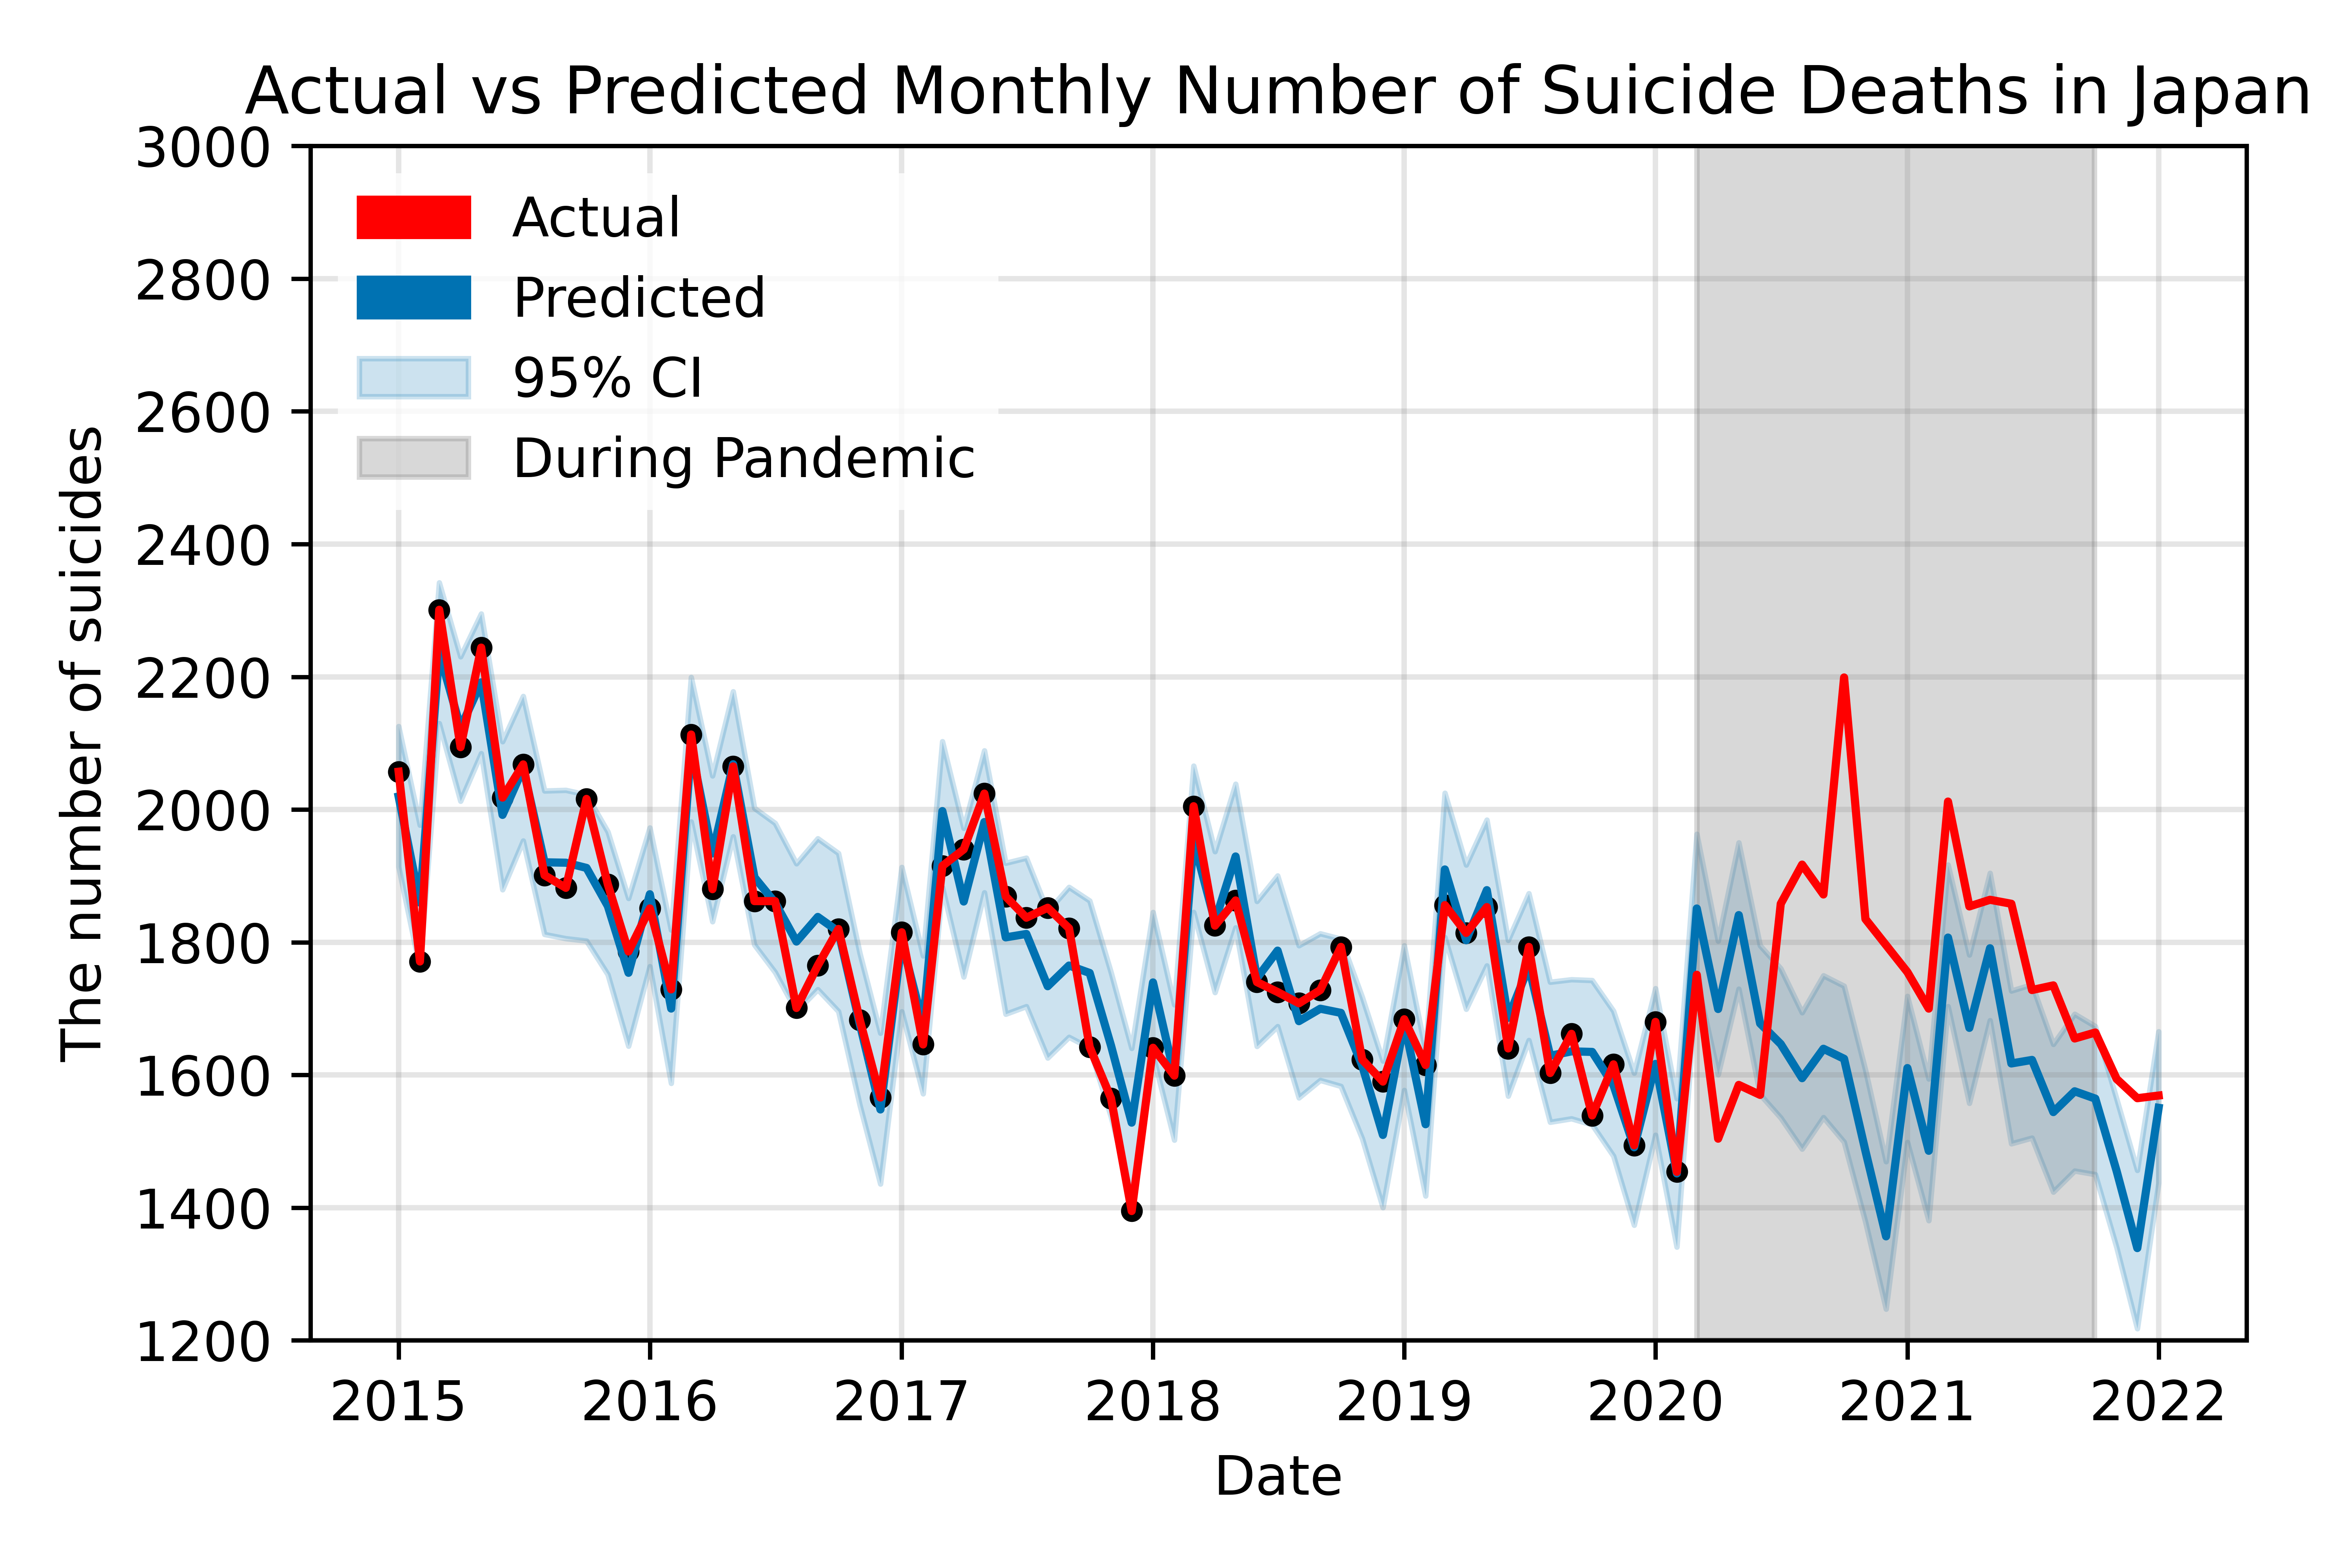 Actual vs Predicted Monthly Number of Suicide Deaths in Japan
3000
2800
2600
2400
2200
2000
1800
1600
1400
1200
The number of suicides
Actual
Predicted
95% CI
During Pandemic
2015 2016 2017 2018 2019 2020 2021 2022
Date